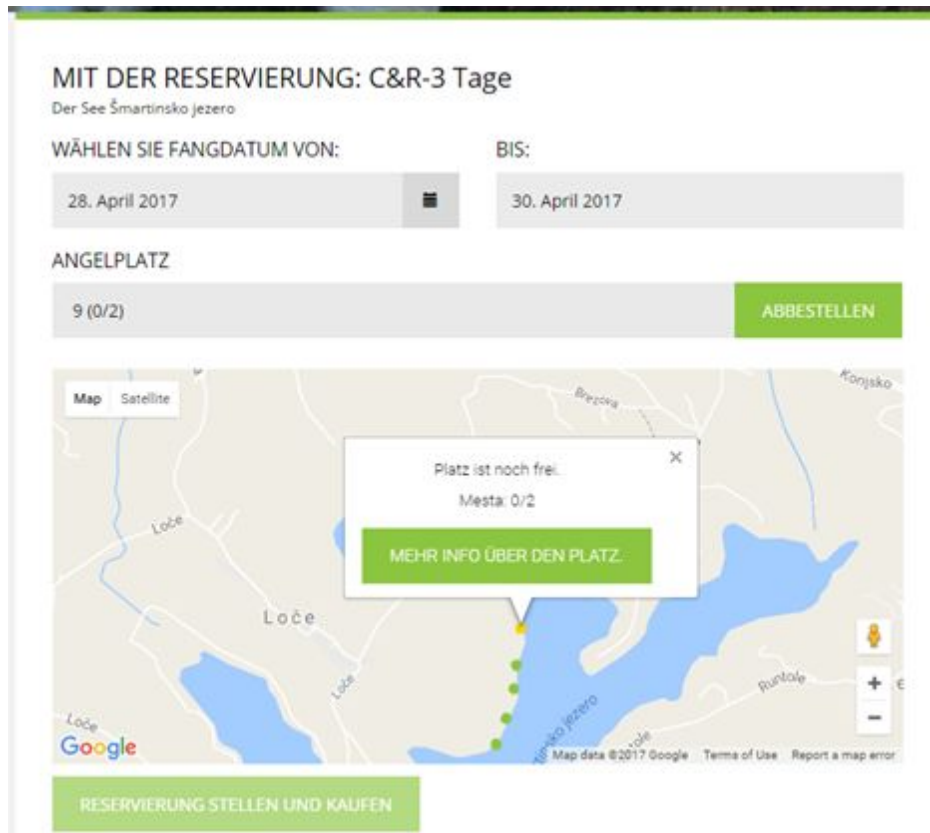 MIT DER RESERVIERUNG: C&R-3 Tage
Der See Šmartinsko jezero
WÄHLEN SIE FANGDATUM VON:
BIS:
28. April 2017
30. April 2017
ANGELPLATZ
9 (0/2)
ABBESTELLEN
Map Satellite
Konjsko
Brezova
Platz ist noch frei.
Mesta: 0/2
MEHR INFO ÜBER DEN PLATZ.
Loče
Loče
Loče
Runtole
Loče
Google
Map data ©2017 Google Terms of Use Report a map error
RESERVIERUNG STELLEN UND KAUFEN